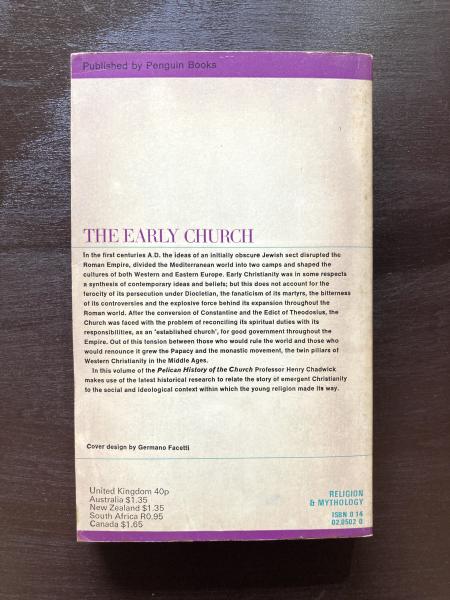 Published by Penguin Books
THE EARLY CHURCH
In the first centuries A.D. the ideas of an initially obscure Jewish sect disrupted the
Roman Empire, divided the Mediterranean world into two camps and shaped the
cultures of both Western and Eastern Europe. Early Christianity was in some respects
a synthesis of contemporary ideas and beliefs; but this does not account for the
ferocity of its persecution under Diocletian, the fanaticism of its martyrs, the bitterness
of its controversies and the explosive force behind its expansion throughout the
Roman world. After the conversion of Constantine and the Edict of Theodosius, the
Church was faced with the problem of reconciling its spiritual duties with its
responsibilities, as an 'established church', for good government throughout the
Empire. Out of this tension between those who would rule the world and those who
would renounce it grew the Papacy and the monastic movement, the twin pillars of
Western Christianity in the Middle Ages.
In this volume of the Pelican History of the Church Professor Henry Chadwick
makes use of the latest historical research to relate the story of emergent Christianity
to the social and ideological context within which the young religion made its way.
Cover design by Germano Facetti
United Kingdom 40p
Australia $1.35
New Zealand $1.35
South Africa R0.95
Canada $1.65
RELIGION
& MYTHOLOGY
ISBN 0 14
02.0502 0